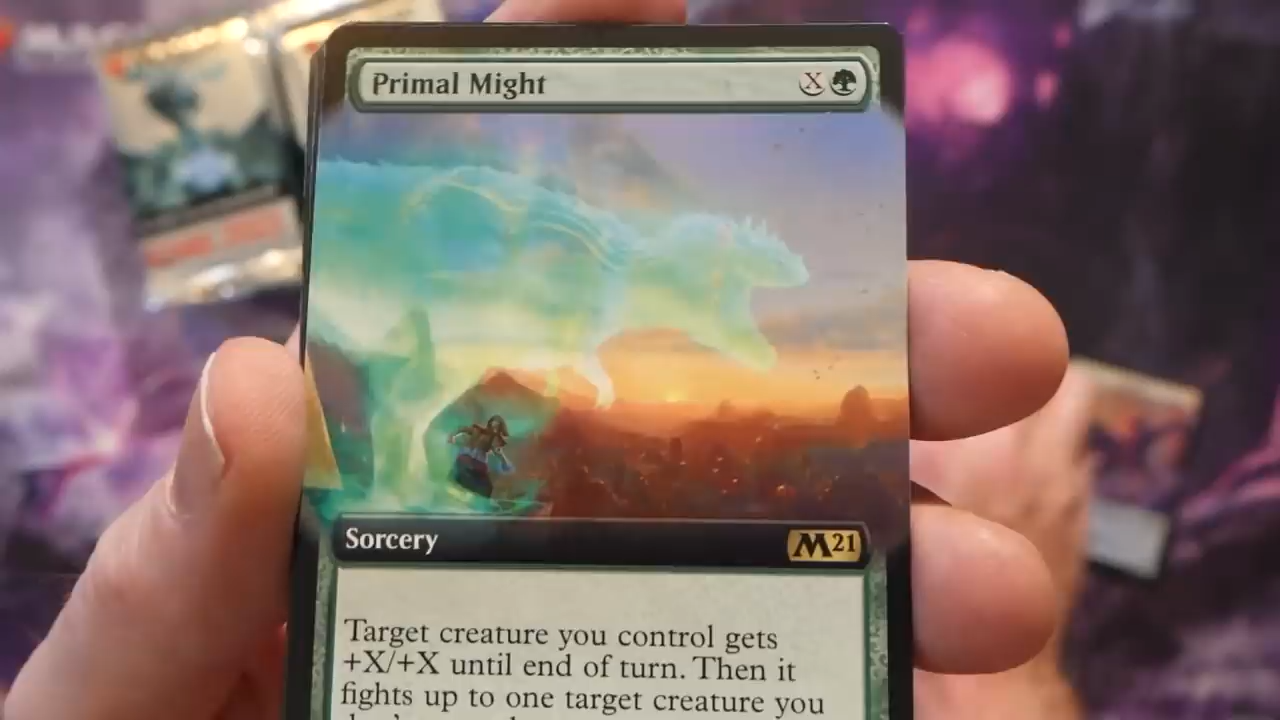 Primal Might X
Sorcery M21
Target creature you control gets
+X/+X until end of turn. Then it
fights up to one target creature you